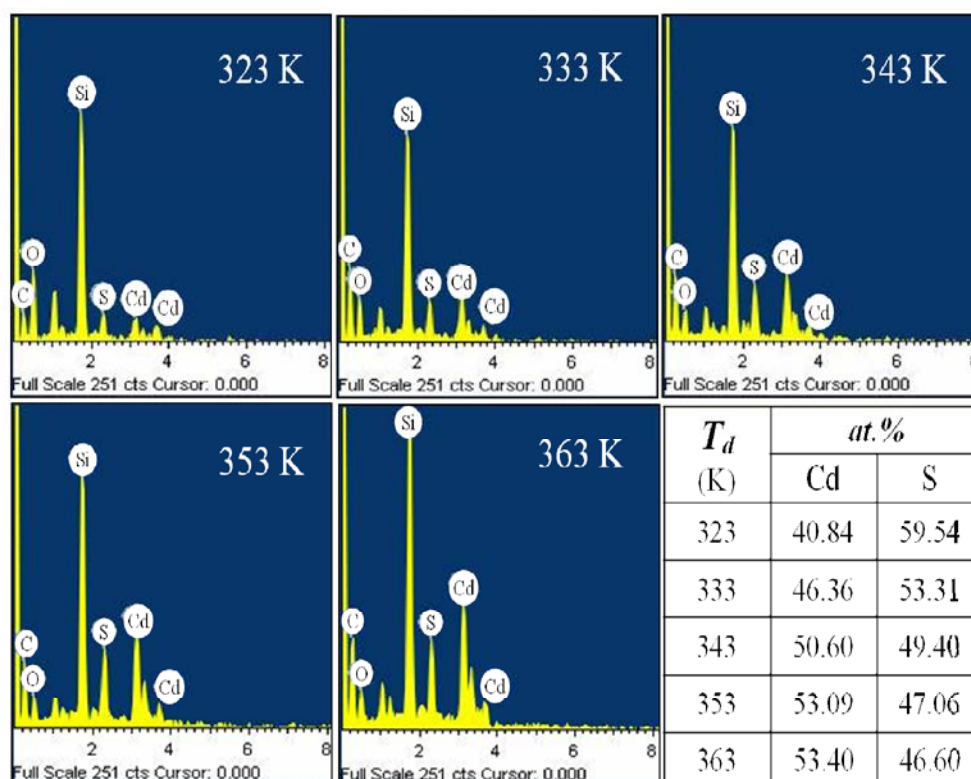 323 K
Si
O
C
S
Cd
Cd
2 4 6 8
Full Scale 251 cts Cursor: 0.000
333 K
Si
C
O
S
Cd
Cd
2 4 6 8
Full Scale 251 cts Cursor: 0.000
343 K
Si
C
O
S
Cd
Cd
2 4 6 8
Full Scale 251 cts Cursor: 0.000
353 K
Si
C
O
S
Cd
Cd
2 4 6 8
Full Scale 251 cts Cursor: 0.000
363 K
Si
C
O
S
Cd
Cd
2 4 6 8
Full Scale 251 cts Cursor: 0.000
Td at.%
(K) Cd S
323 40.84 59.54
333 46.36 53.31
343 50.60 49.40
353 53.09 47.06
363 53.40 46.60